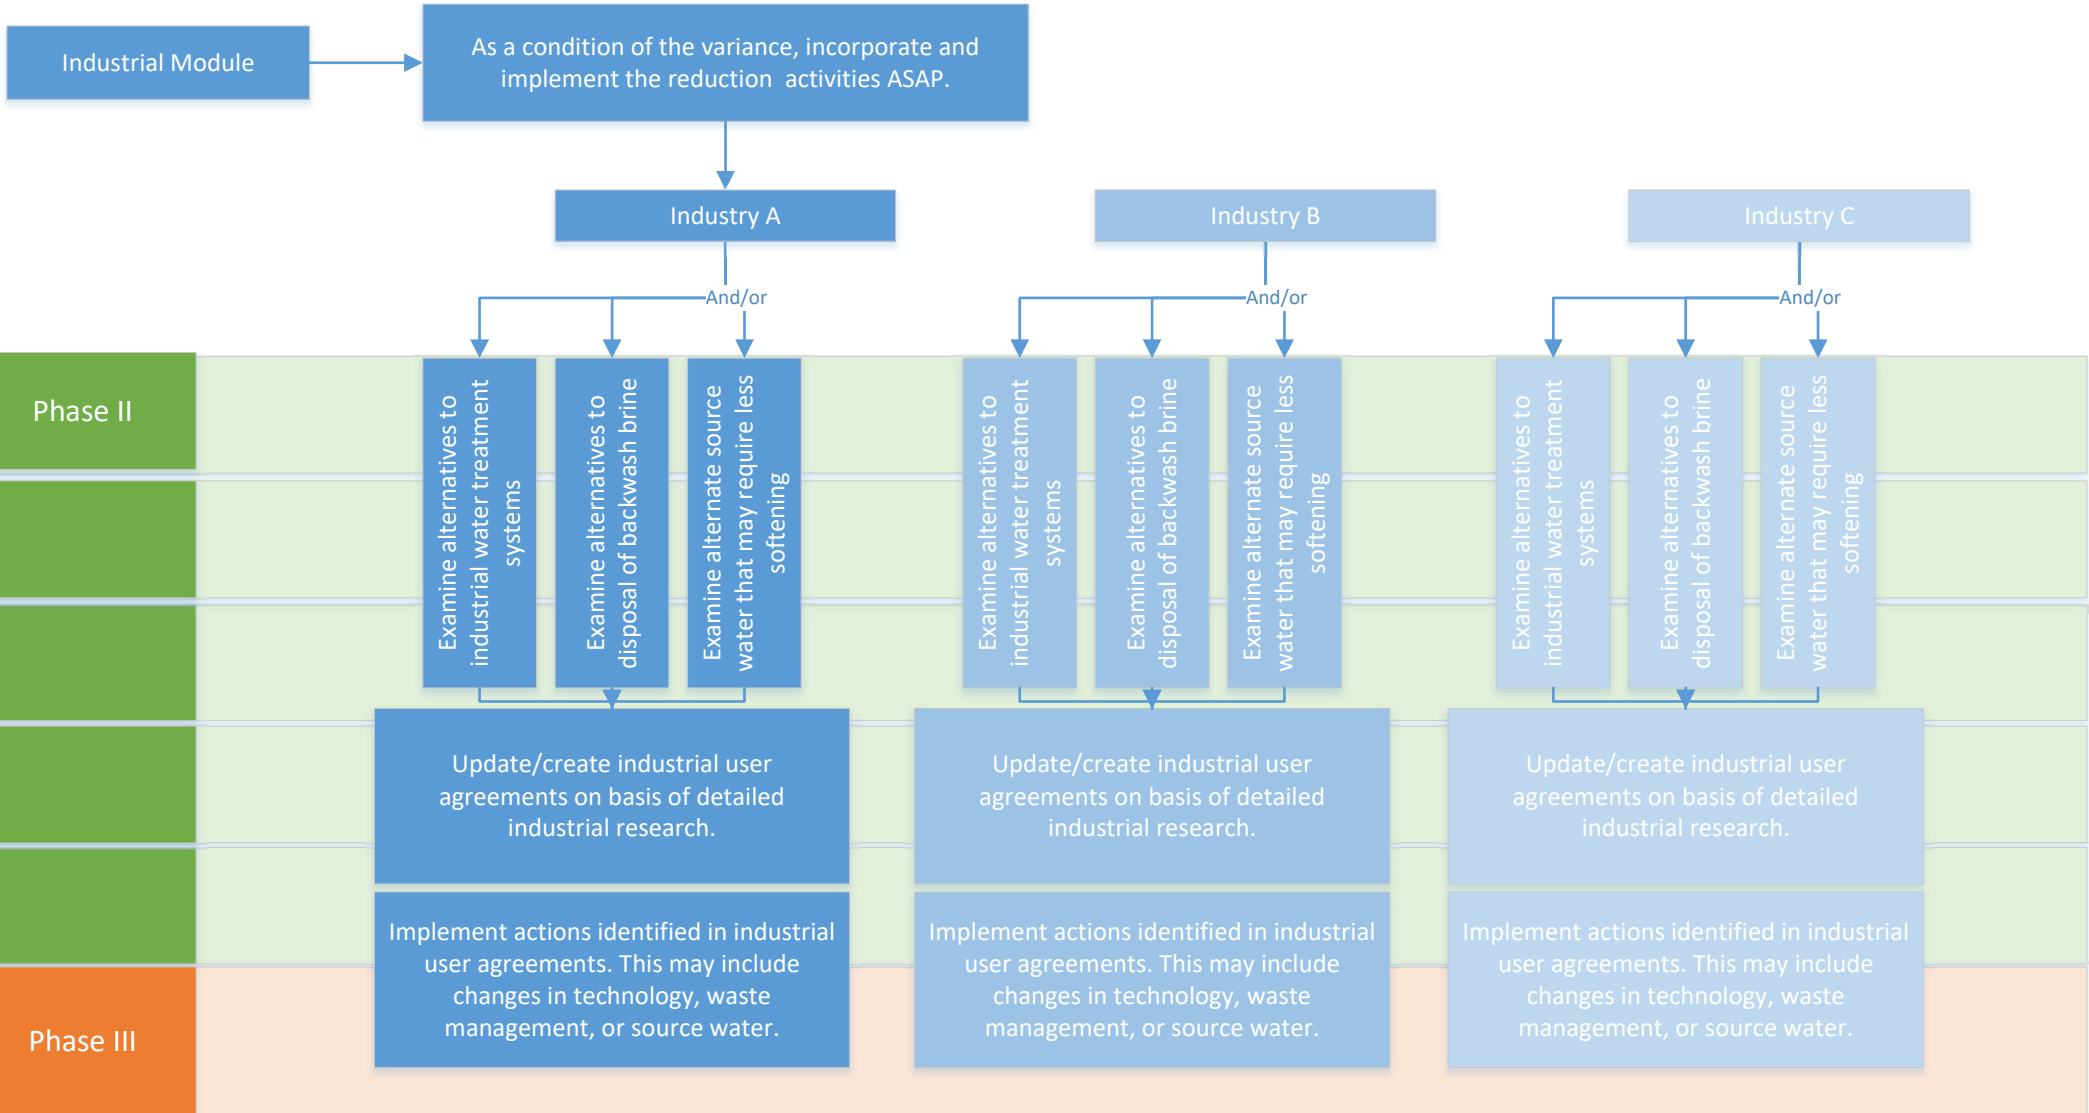 Industrial Module
As a condition of the variance, incorporate and
implement the reduction activities ASAP.
Industry A
Industry B
Industry C
And/or
And/or
And/or
Phase II
Examine alternatives to
industrial water treatment
systems
Examine alternatives to
disposal of backwash brine
Examine alternate source
water that may require less
softening
Examine alternatives to
industrial water treatment
systems
Examine alternatives to
disposal of backwash brine
Examine alternate source
water that may require less
softening
Examine alternatives to
industrial water treatment
systems
Examine alternatives to
disposal of backwash brine
Examine alternate source
water that may require less
softening
Update/create industrial user
agreements on basis of detailed
industrial research.
Update/create industrial user
agreements on basis of detailed
industrial research.
Update/create industrial user
agreements on basis of detailed
industrial research.
Implement actions identified in industrial
user agreements. This may include
changes in technology, waste
management, or source water.
Implement actions identified in industrial
user agreements. This may include
changes in technology, waste
management, or source water.
Implement actions identified in industrial
user agreements. This may include
changes in technology, waste
management, or source water.
Phase III